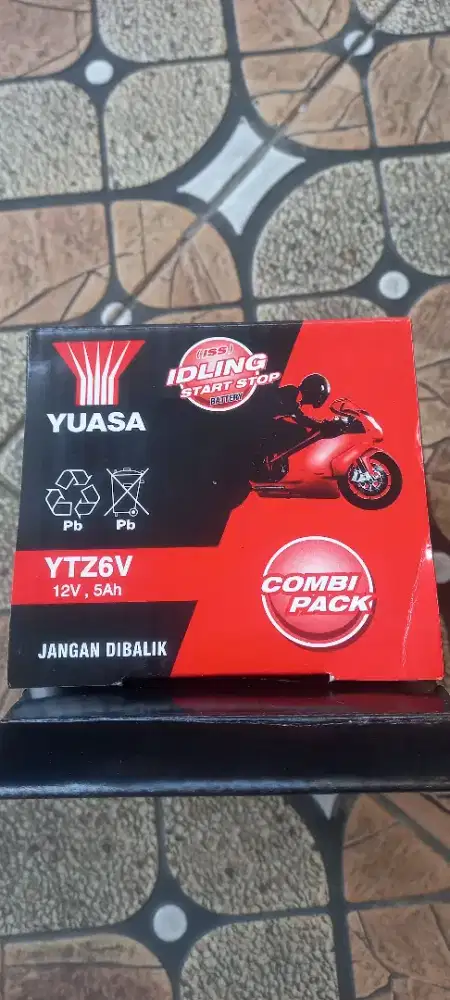 YUASA
((ISS))
IDLING
START STOP
BATTERY
Pb
Pb
YTZ6V
12V , 5Ah
COMBI
PACK
JANGAN DIBALIK